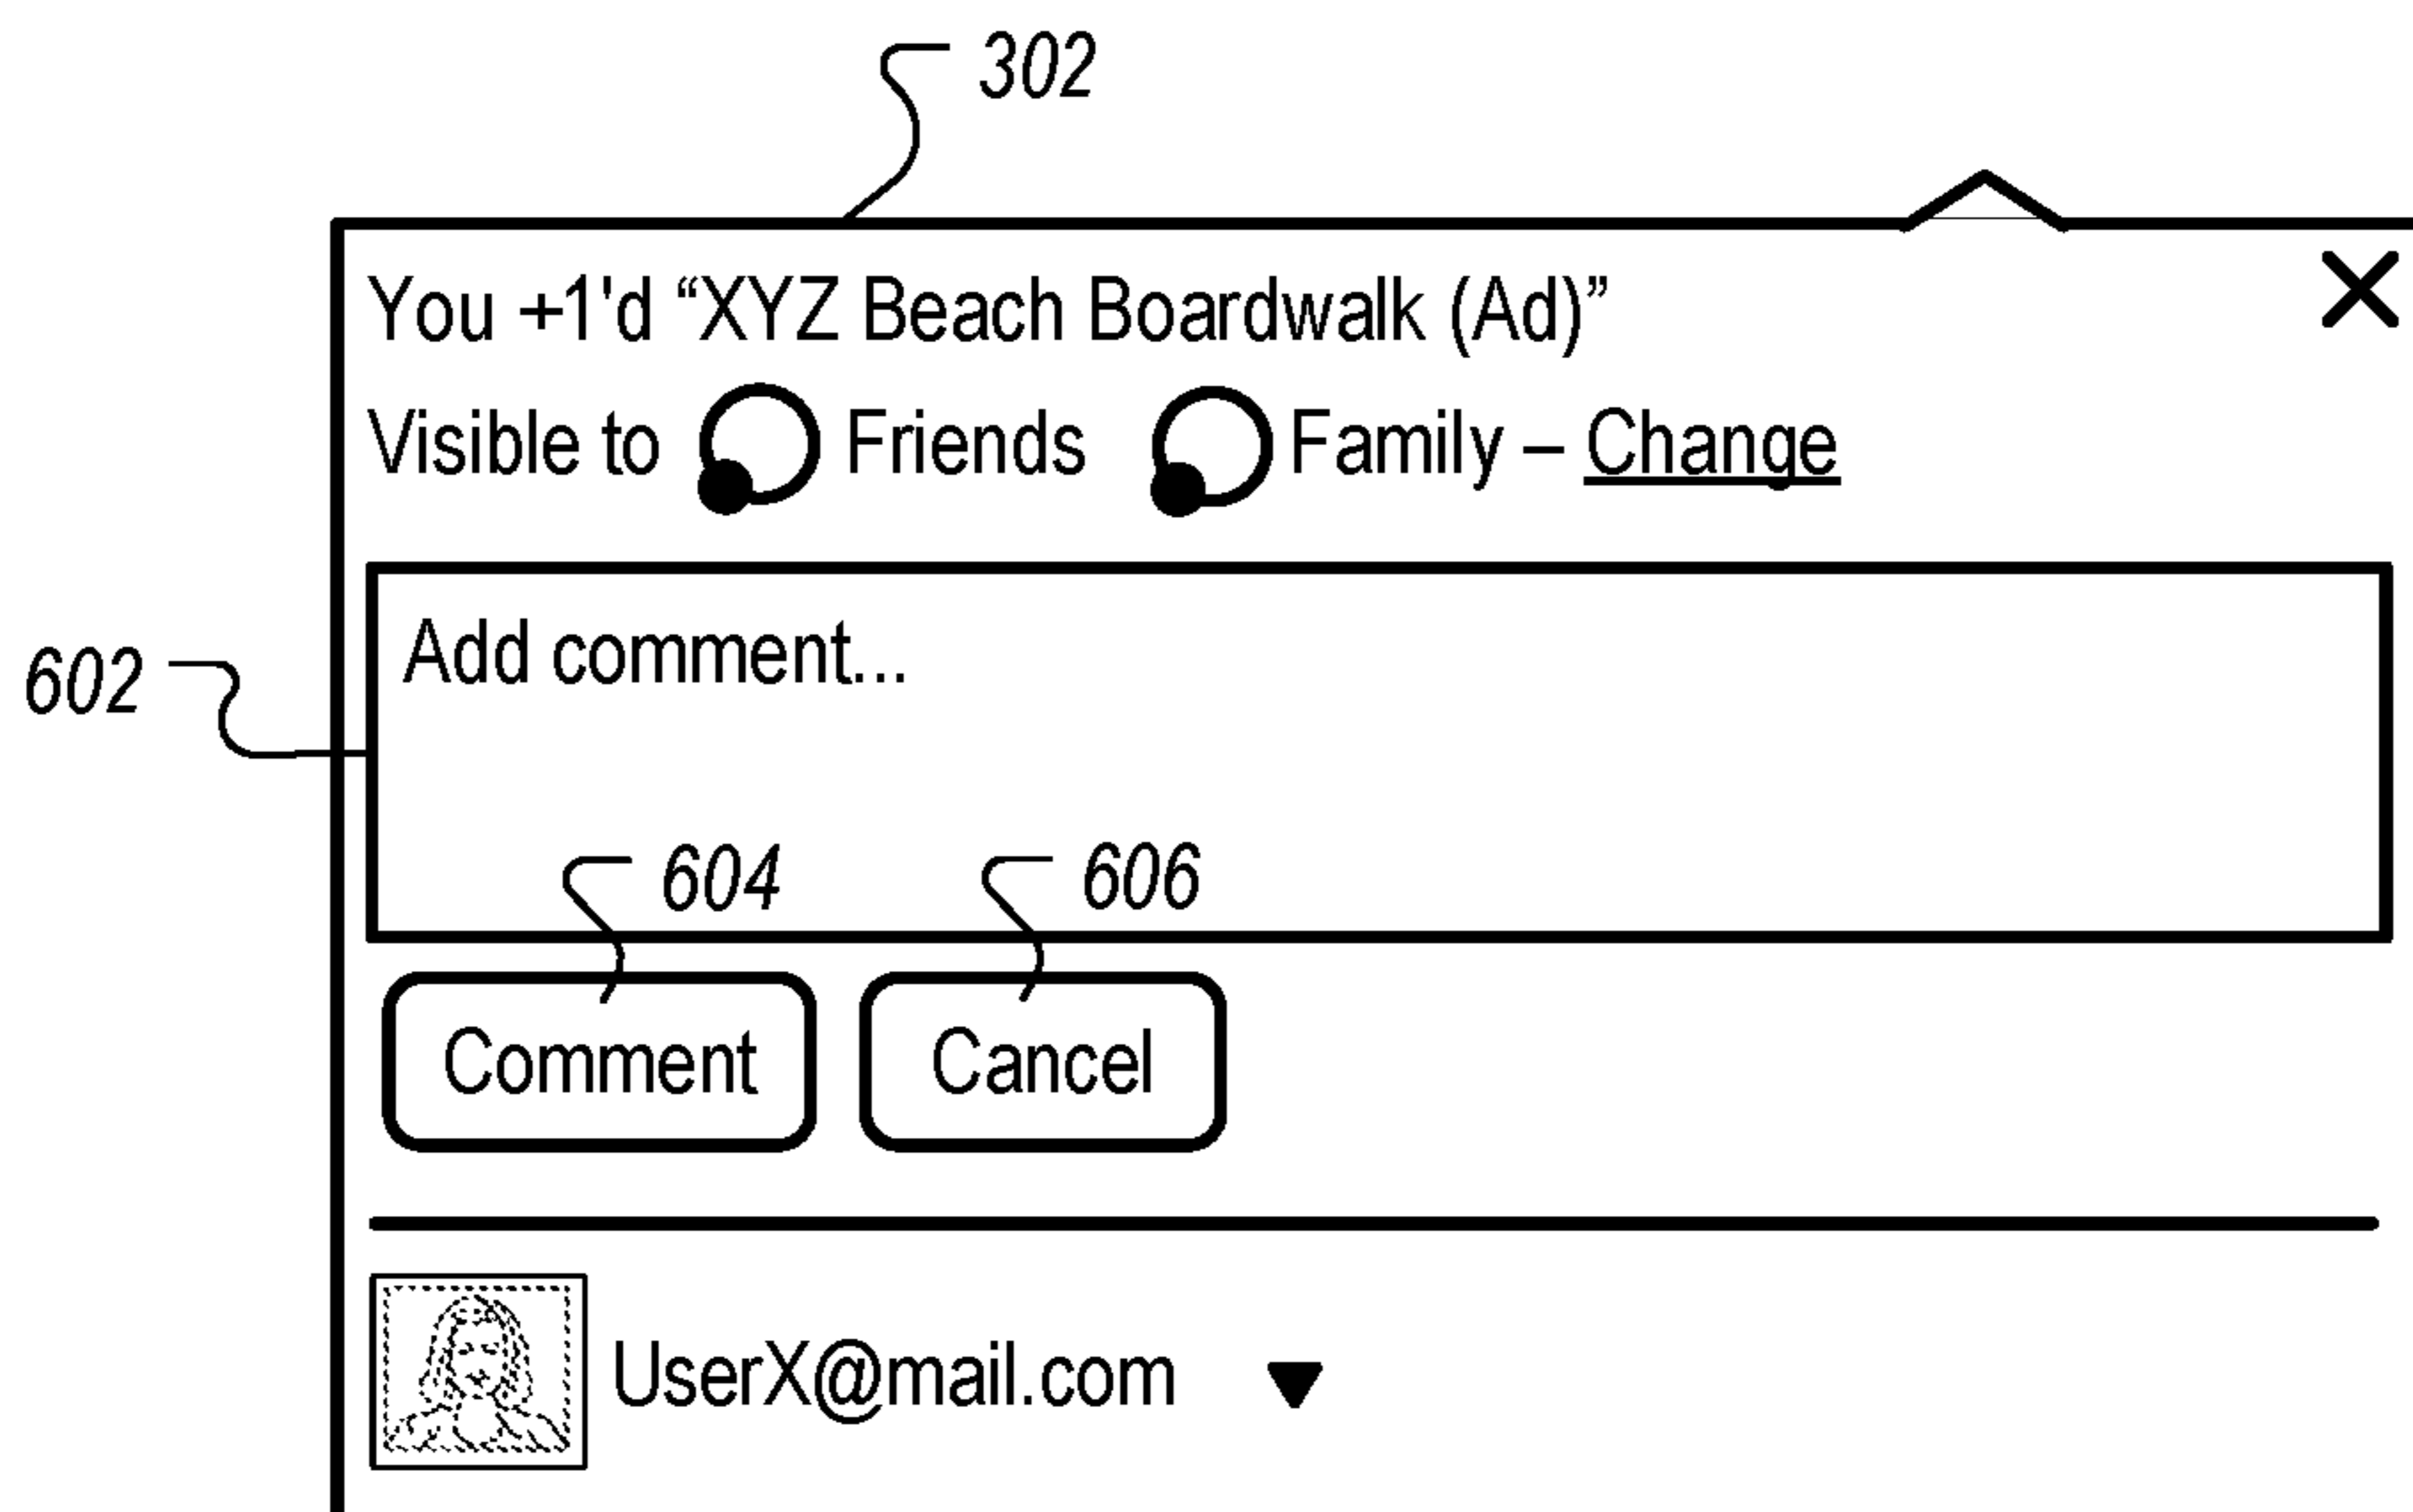 302
You +1'd “XYZ Beach Boardwalk (Ad)”
Visible to Friends Family – Change
602
Add comment...
604 606
Comment Cancel
UserX@mail.com